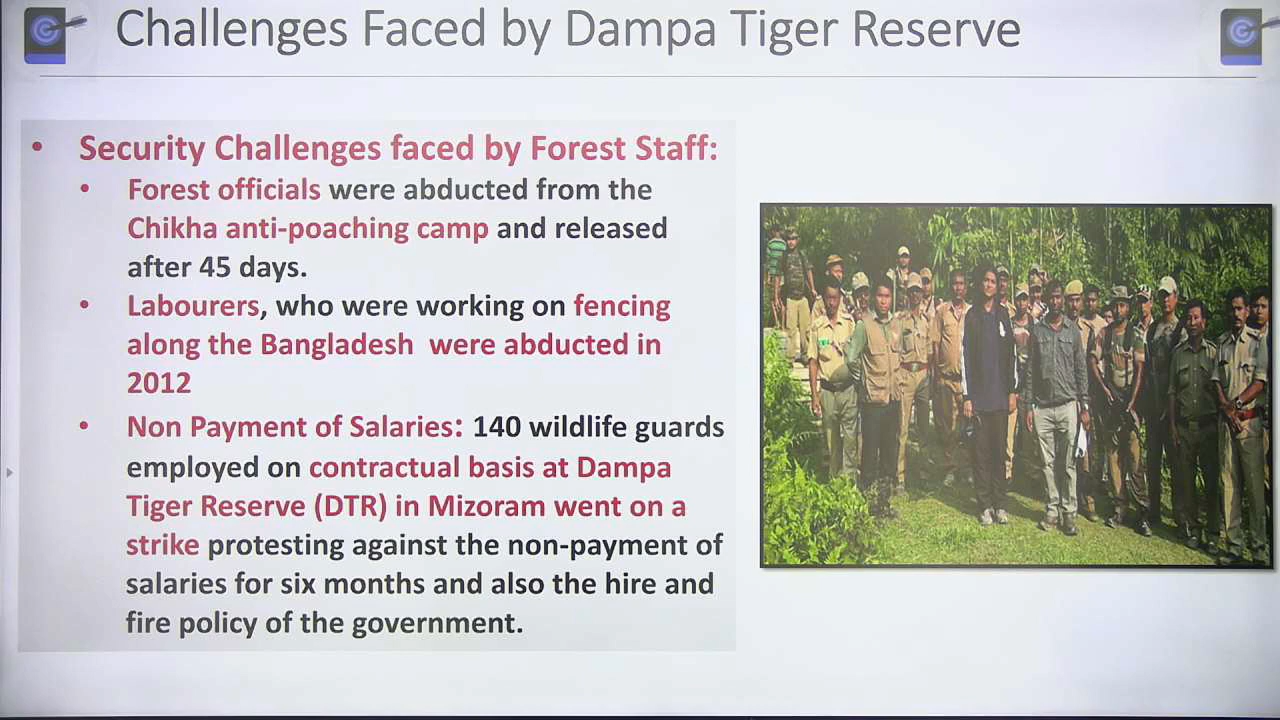 Challenges Faced by Dampa Tiger Reserve
• Security Challenges faced by Forest Staff:
• Forest officials were abducted from the
Chikha anti-poaching camp and released
after 45 days.
• Labourers, who were working on fencing
along the Bangladesh were abducted in
2012
• Non Payment of Salaries: 140 wildlife guards
employed on contractual basis at Dampa
Tiger Reserve (DTR) in Mizoram went on a
strike protesting against the non-payment of
salaries for six months and also the hire and
fire policy of the government.